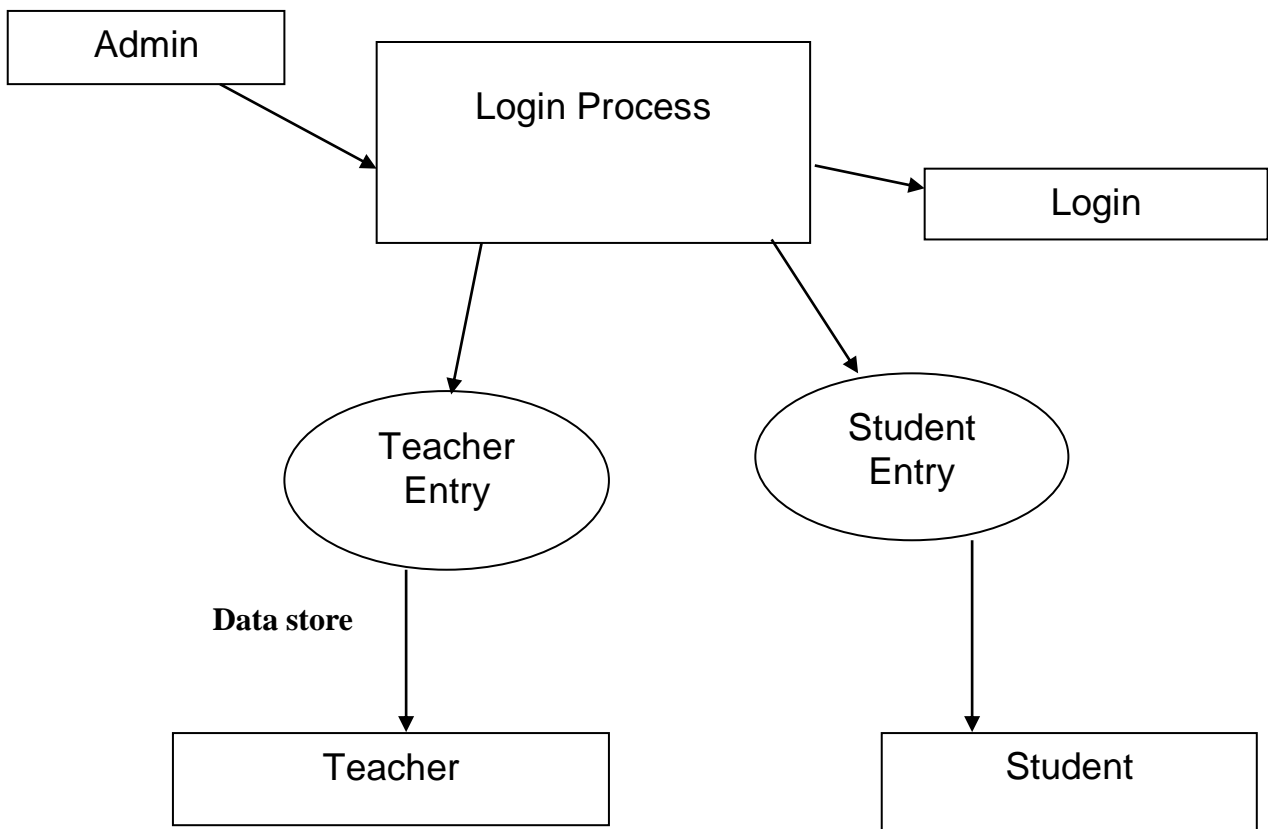 Admin
Login Process
Login
Teacher
Entry
Student
Entry
Data store
Teacher
Student